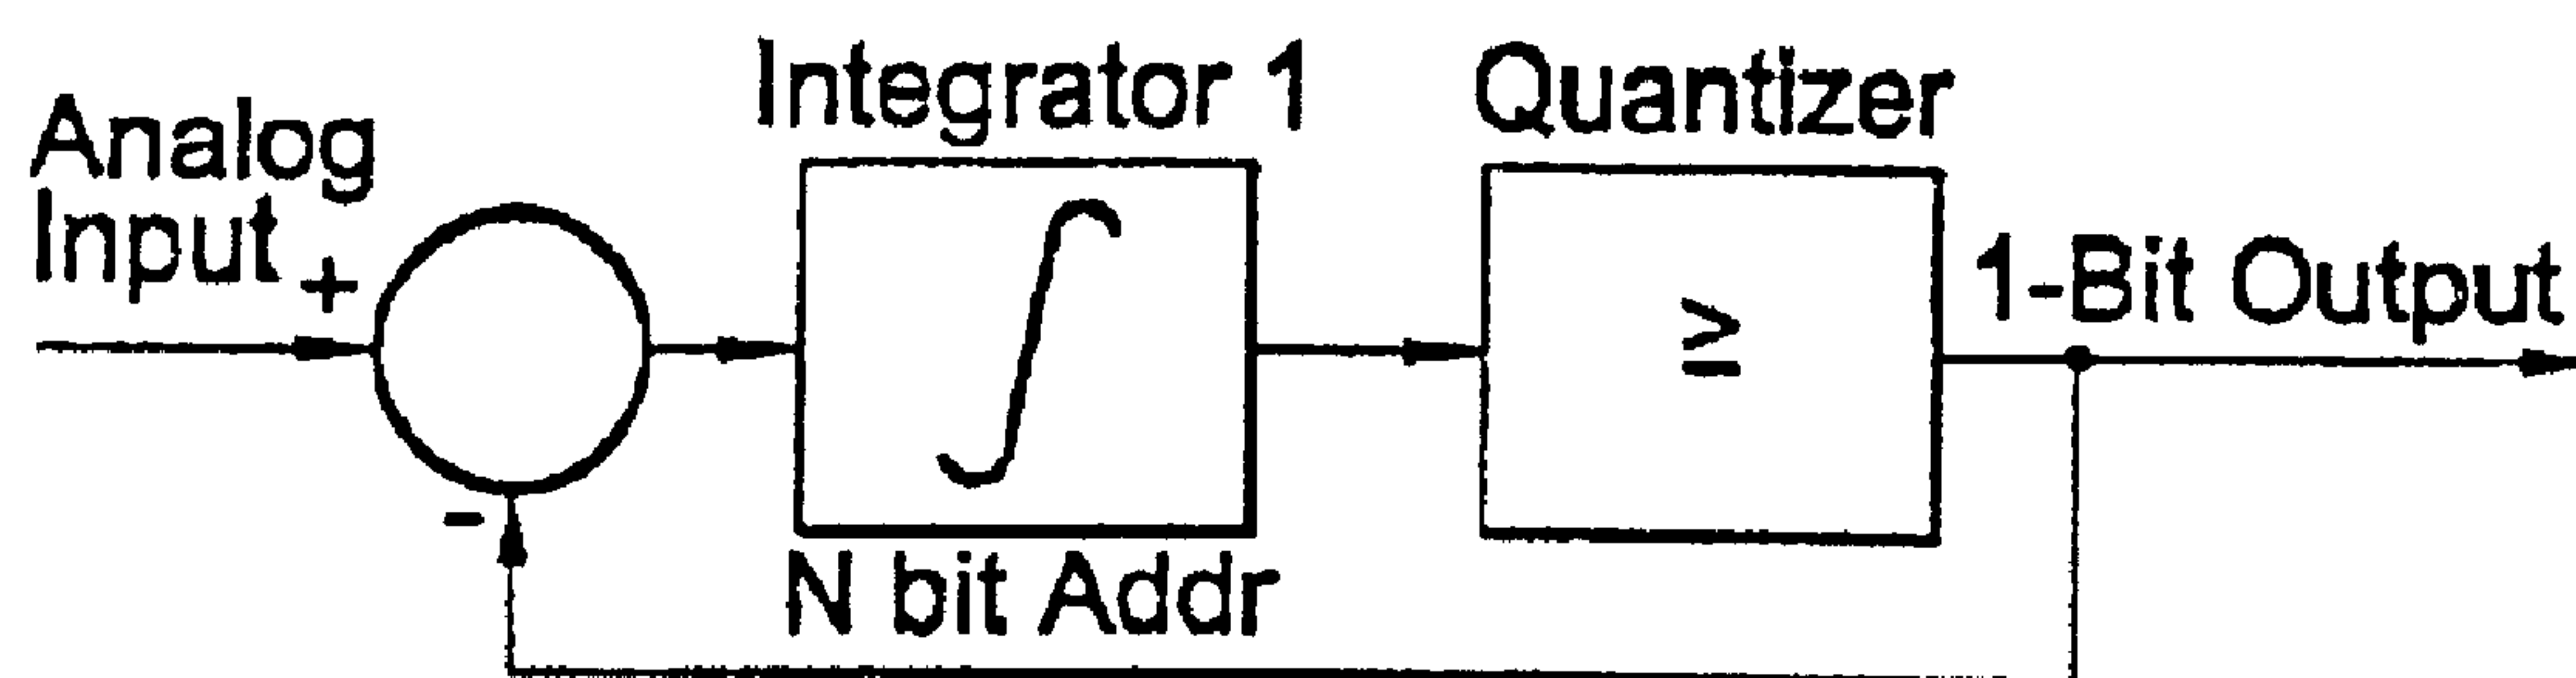 Analog
Input
+
-
Integrator 1
∫
N bit Addr
Quantizer
≥
1-Bit Output